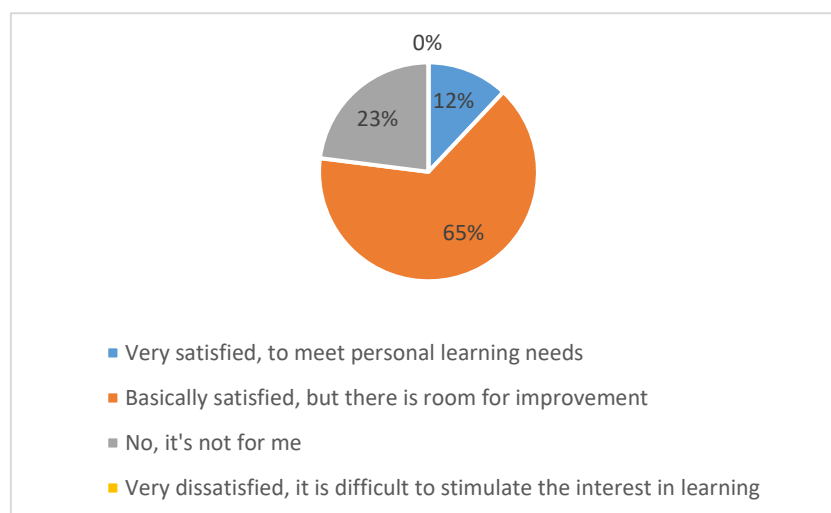 0%
12%
23%
65%
Very satisfied, to meet personal learning needs
Basically satisfied, but there is room for improvement
No, it's not for me
Very dissatisfied, it is difficult to stimulate the interest in learning